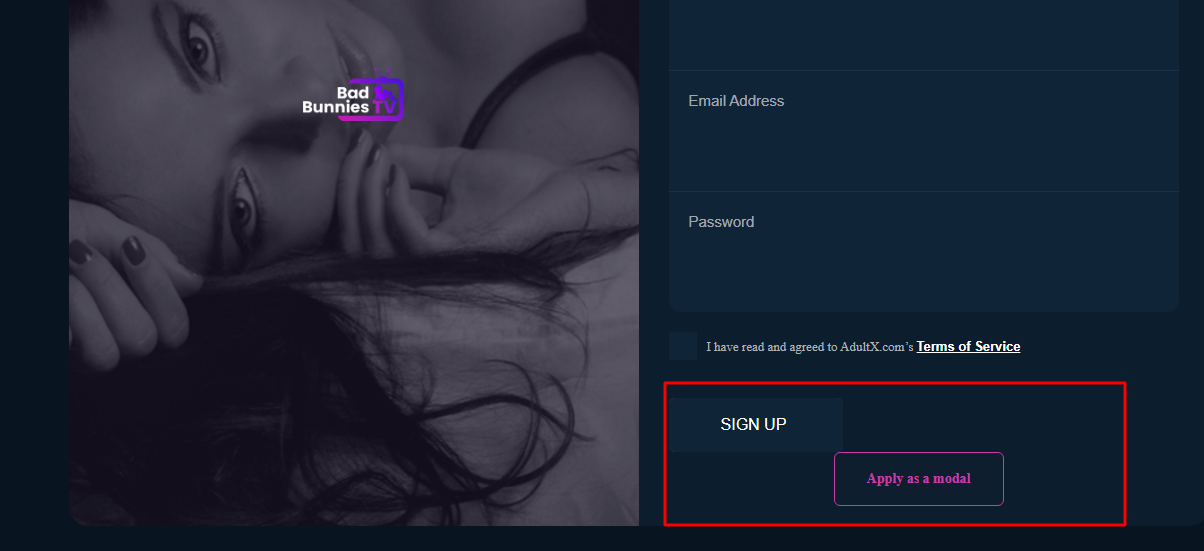 Bad
Bunnies TV
Email Address
Password
I have read and agreed to AdultX.com’s Terms of Service
SIGN UP
Apply as a modal